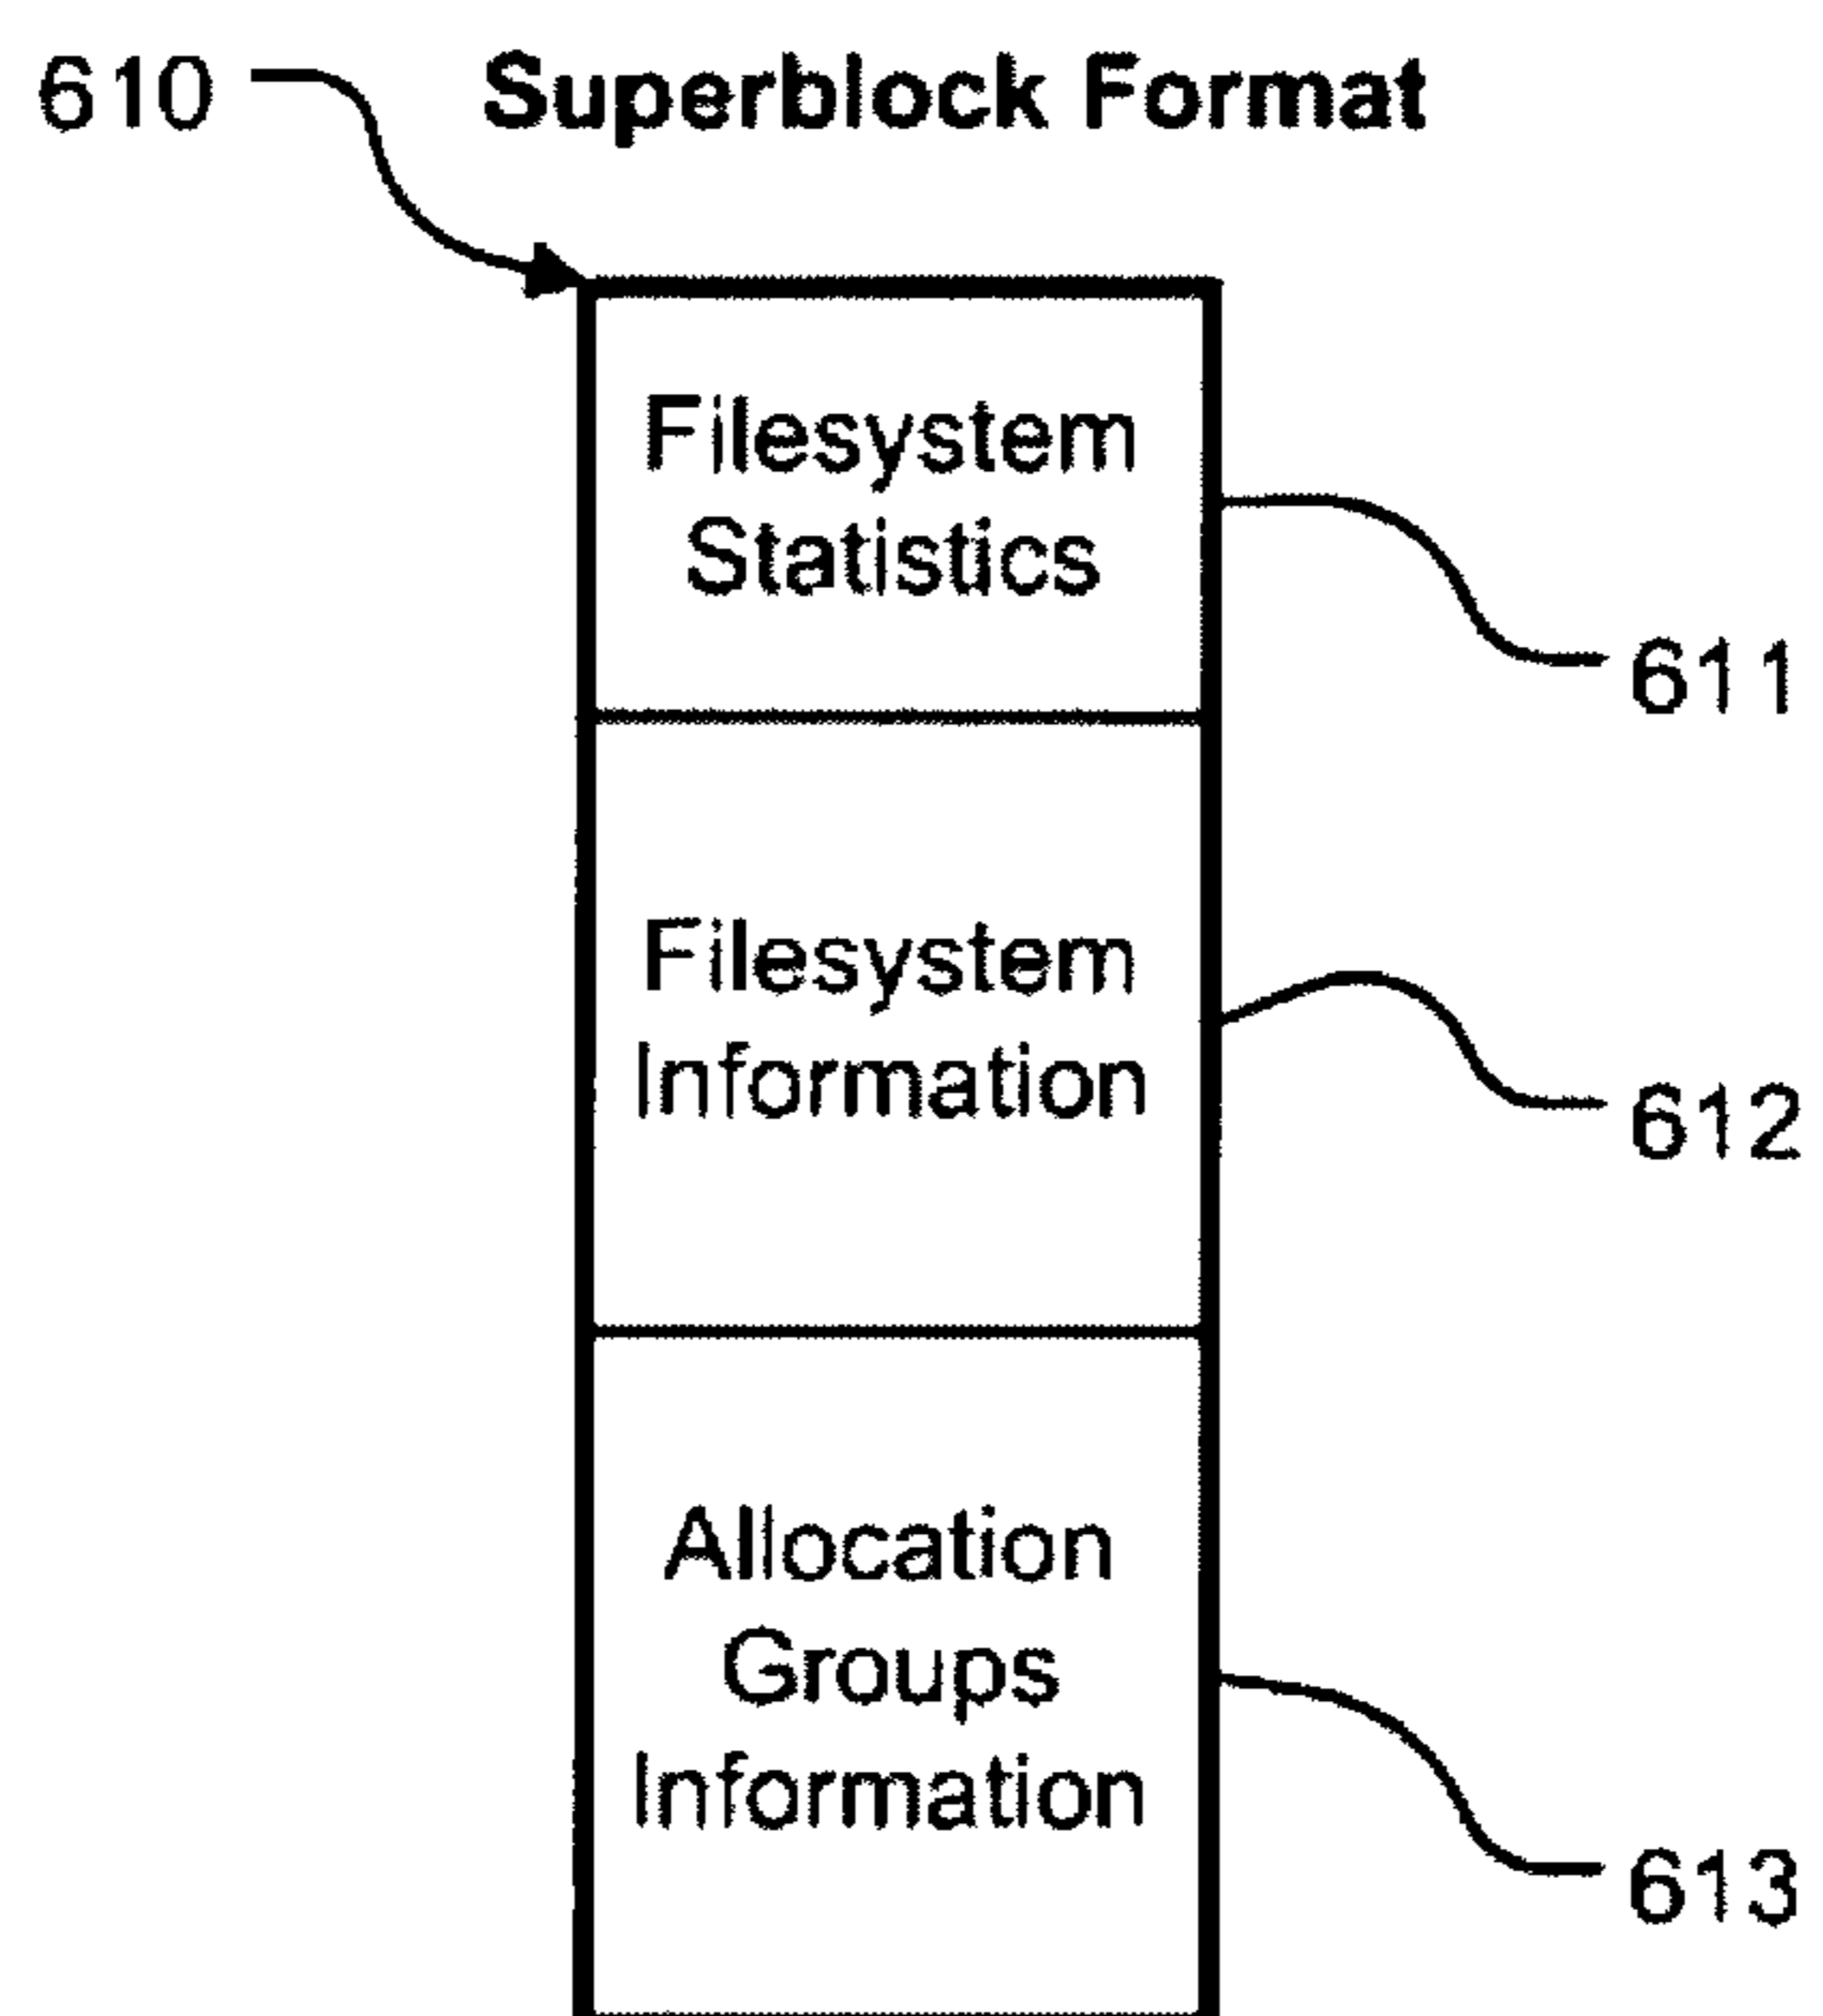 610 Superblock Format
Filesystem
Statistics
611
Filesystem
Information
612
Allocation
Groups
Information
613